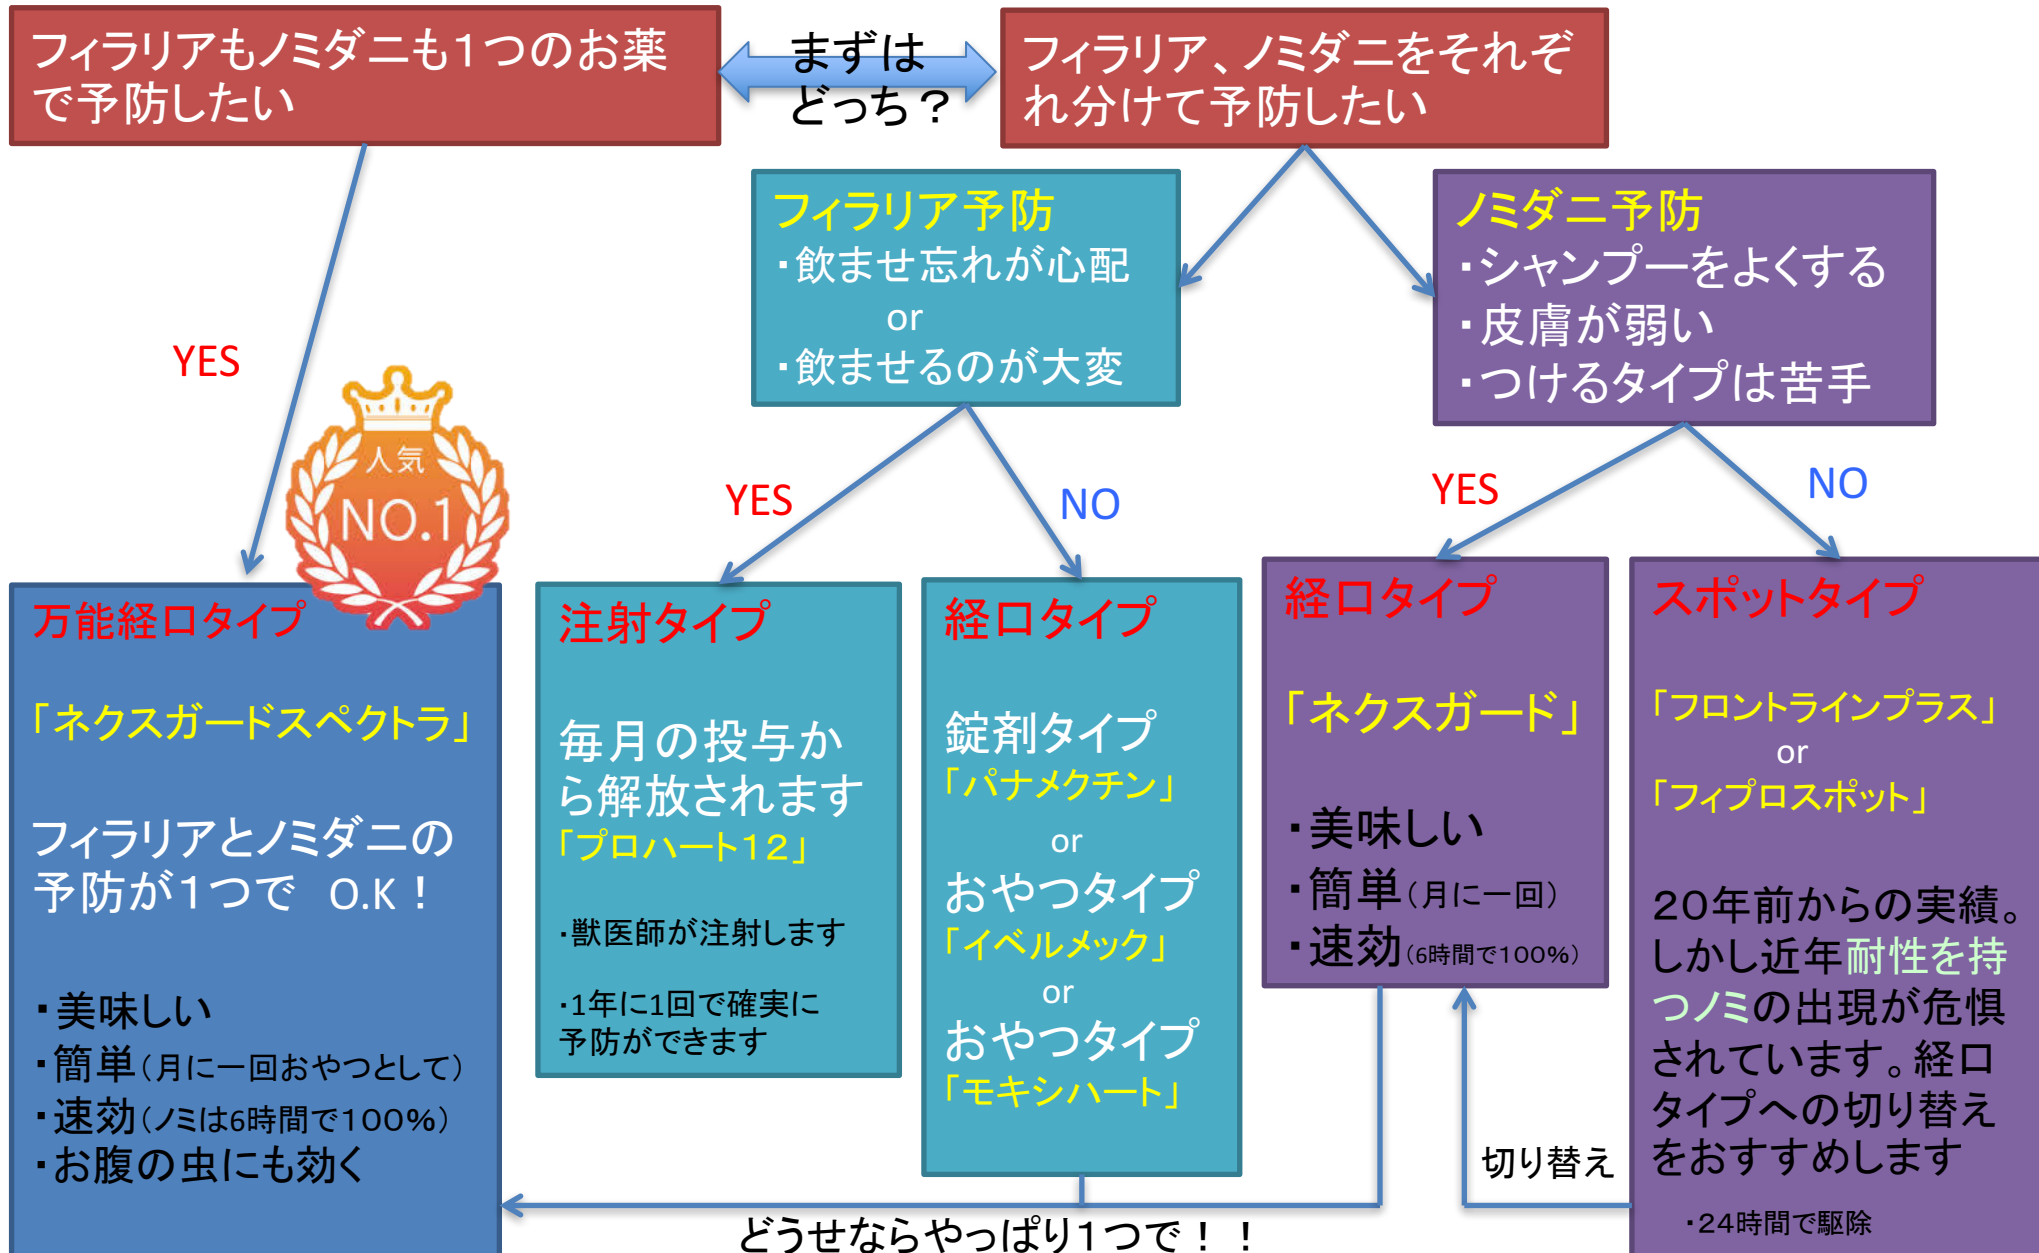 フィラリアもノミダニも１つのお薬
で予防したい
まずは
どっち？
フィラリア、ノミダニをそれぞ
れ分けて予防したい
フィラリア予防
・飲ませ忘れが心配
or
・飲ませるのが大変
ノミダニ予防
・シャンプーをよくする
・皮膚が弱い
・つけるタイプは苦手
YES
YES
NO
YES
NO
人気
NO.1
万能経口タイプ
「ネクスガードスペクトラ」
フィラリアとノミダニの
予防が１つで O.K！
・美味しい
・簡単（月に一回おやつとして）
・速効（ノミは6時間で１００％）
・お腹の虫にも効く
注射タイプ
毎月の投与か
ら解放されます
「プロハート１２」
・獣医師が注射します
・1年に1回で確実に
予防ができます
経口タイプ
錠剤タイプ
「パナメクチン」
or
おやつタイプ
「イベルメック」
or
おやつタイプ
「モキシハート」
経口タイプ
「ネクスガード」
・美味しい
・簡単（月に一回）
・速効（6時間で１００％）
スポットタイプ
「フロントラインプラス」
or
「フィプロスポット」
２０年前からの実績。
しかし近年耐性を持
つノミの出現が危惧
されています。経口
タイプへの切り替え
をおすすめします
・２４時間で駆除
切り替え
どうせならやっぱり１つで！！